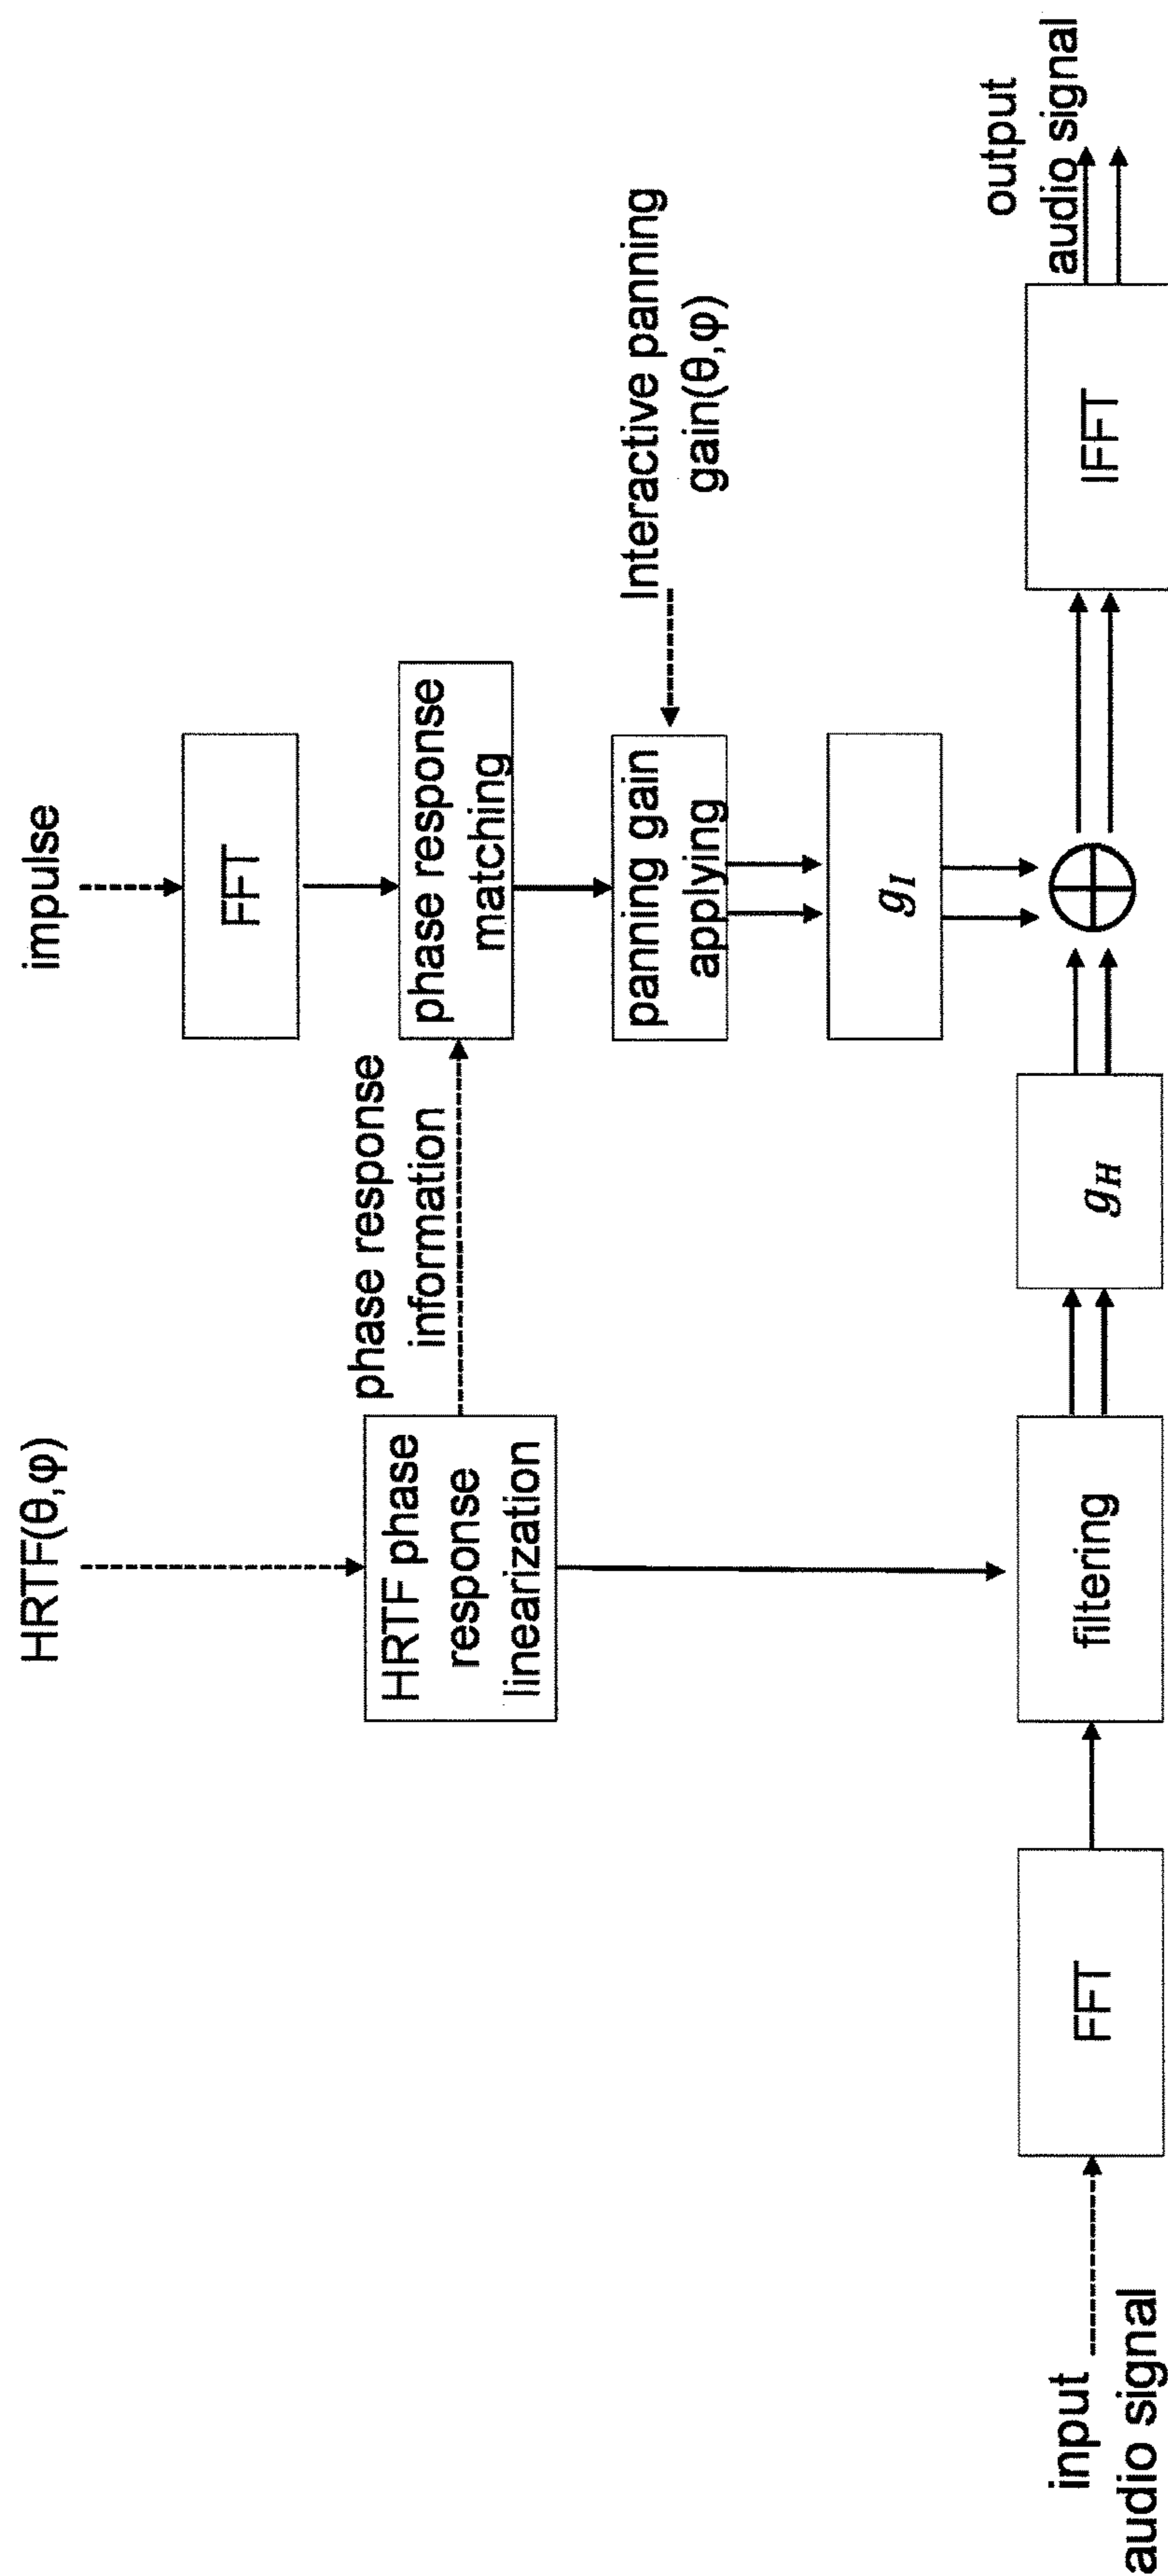 HRTF(θ,φ)
impulse
FFT
HRTF phase
response
linearization
phase response
information
phase response
matching
panning gain
applying
Interactive panning
gain(θ,φ)
g_I
input
audio signal
FFT
filtering
g_H
IFFT
output
audio signal